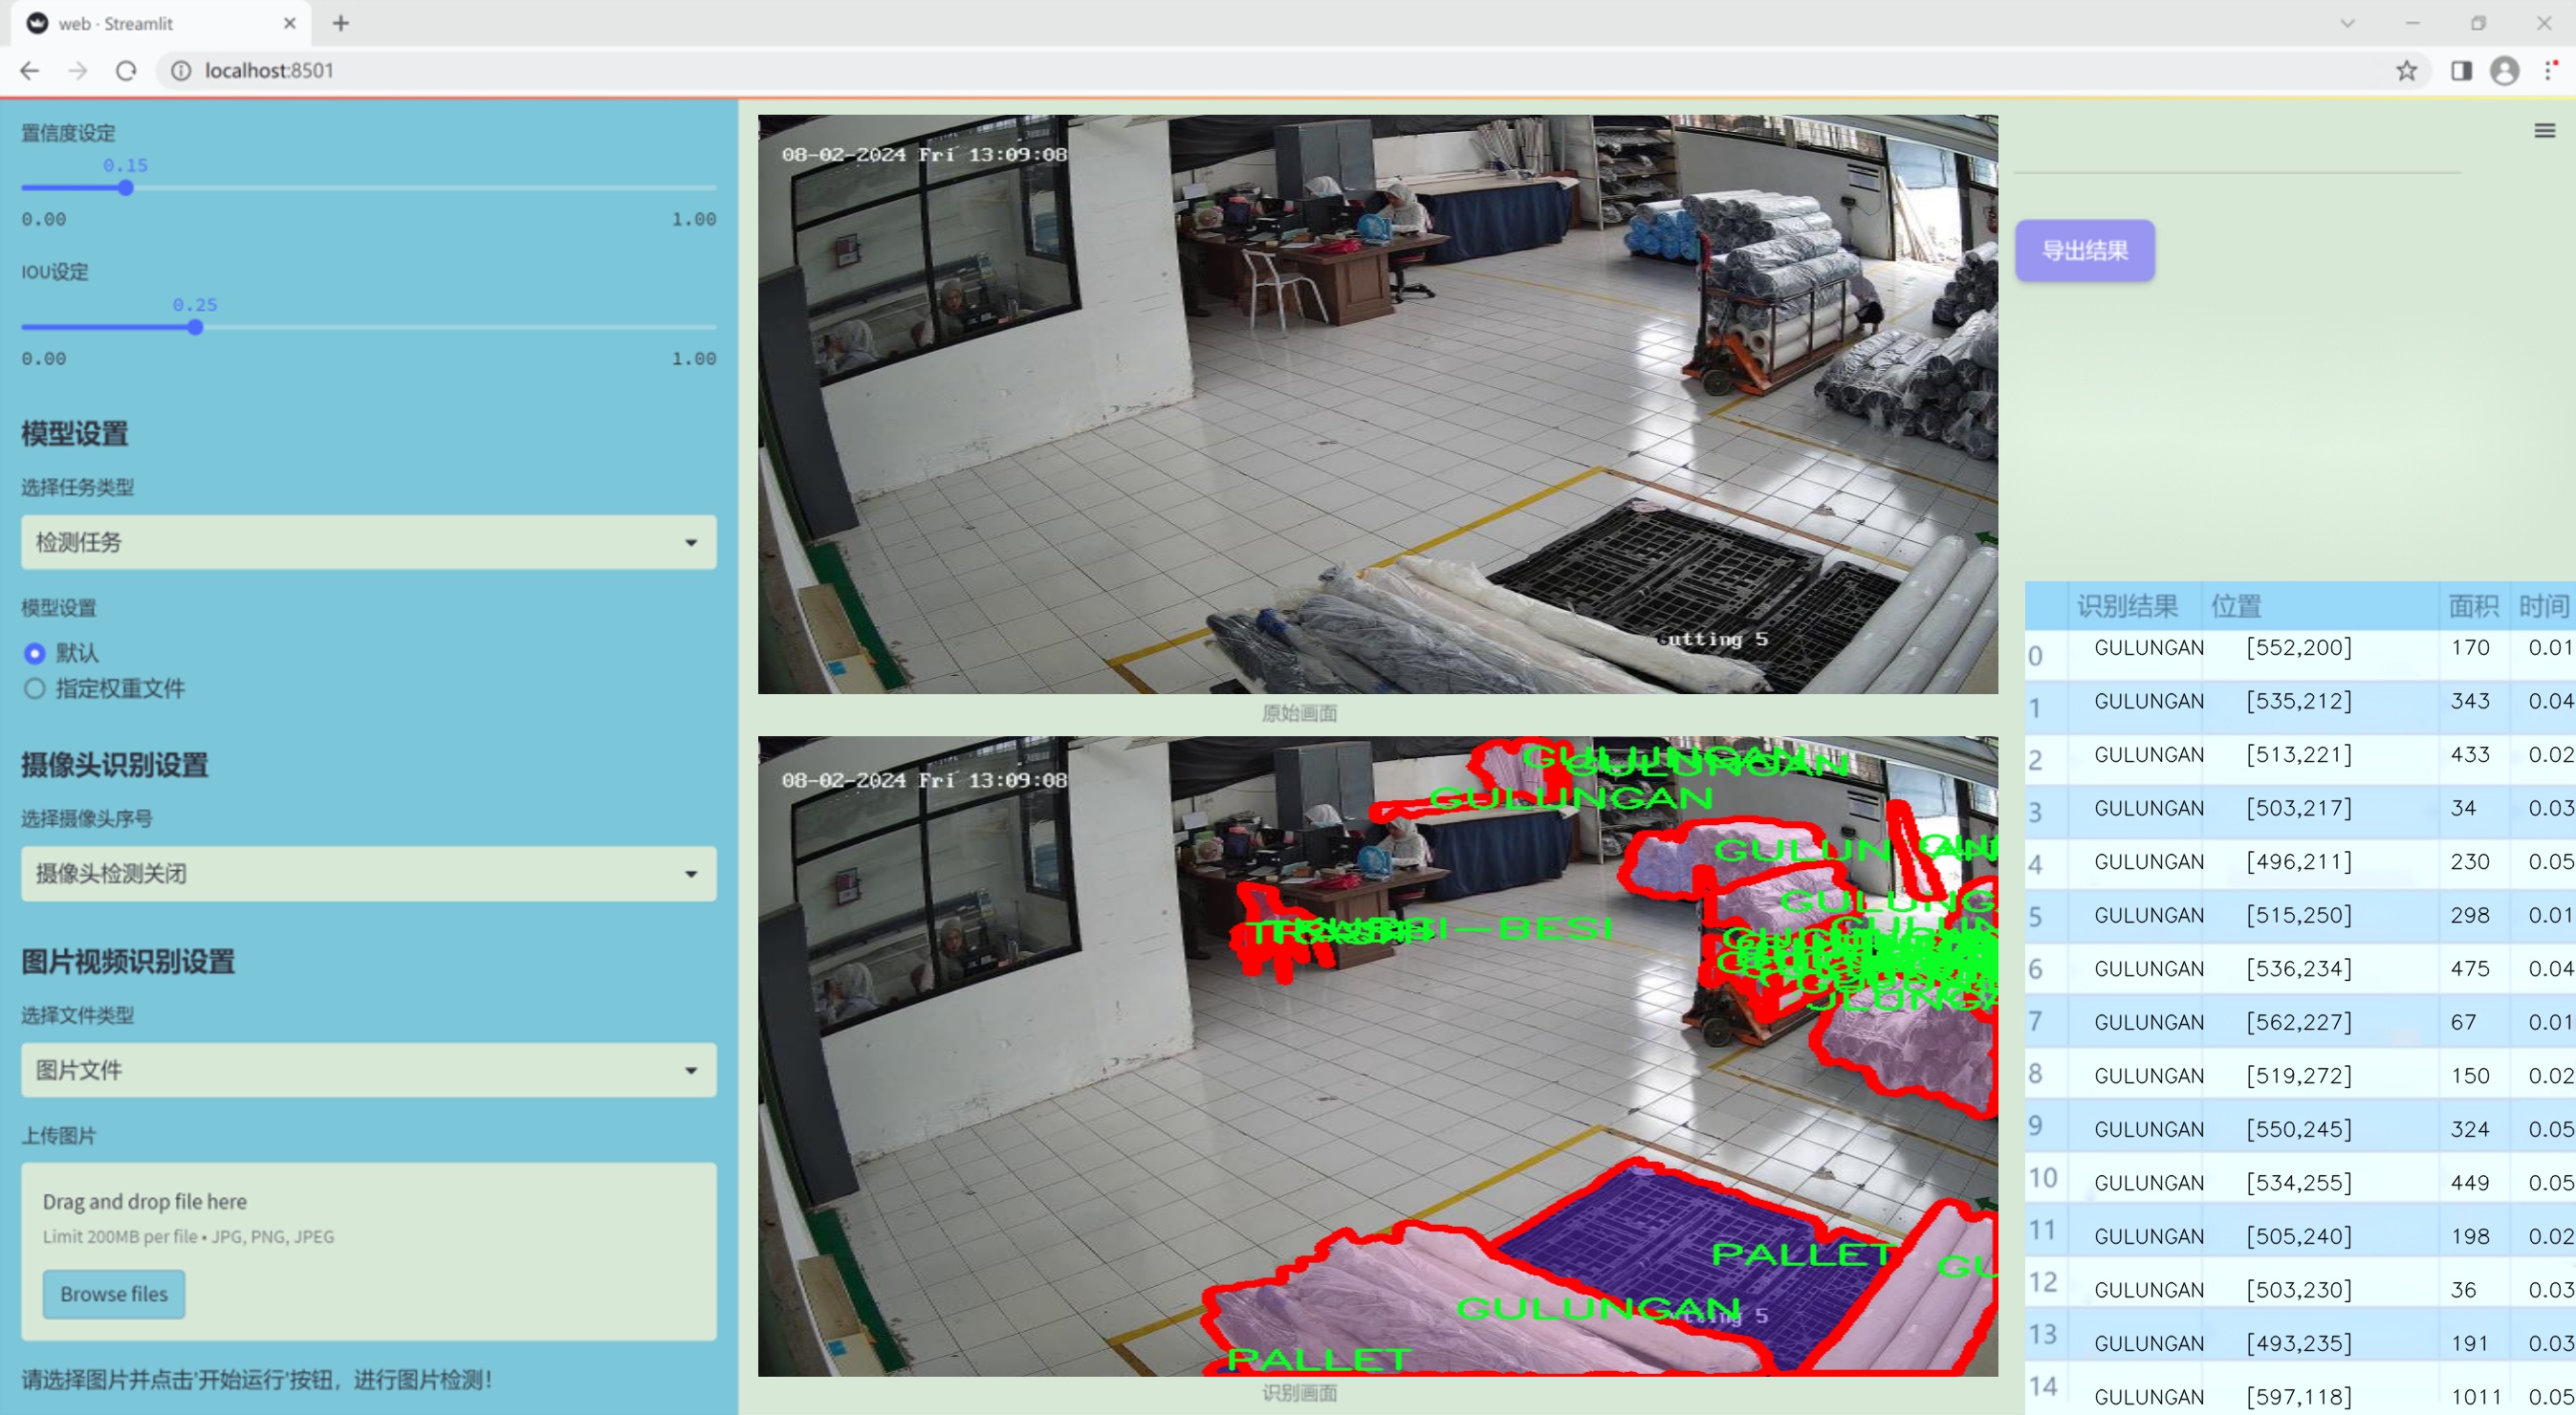 web · Streamlit
localhost:8501
置信度设定
0.15
0.00 1.00
IOU设定
0.25
0.00 1.00
模型设置
选择任务类型
检测任务
模型设置
默认
指定权重文件
摄像头识别设置
选择摄像头序号
摄像头检测关闭
图片视频识别设置
选择文件类型
图片文件
上传图片
Drag and drop file here
Limit 200MB per file • JPG, PNG, JPEG
Browse files
请选择图片并点击'开始运行'按钮，进行图片检测！
08-02-2024 Fri 13:09:08
utting 5
原始画面
08-02-2024 Fri 13:09:08
GULUNGAN
GULUNGAN
GULUNGAN
GULUN
GULUNGA
PALLET
GU
GULUNGAN
5
PALLET
识别画面
导出结果
识别结果 位置 面积 时间
0 GULUNGAN [552,200] 170 0.01
1 GULUNGAN [535,212] 343 0.04
2 GULUNGAN [513,221] 433 0.02
3 GULUNGAN [503,217] 34 0.03
4 GULUNGAN [496,211] 230 0.05
5 GULUNGAN [515,250] 298 0.01
6 GULUNGAN [536,234] 475 0.04
7 GULUNGAN [562,227] 67 0.01
8 GULUNGAN [519,272] 150 0.02
9 GULUNGAN [550,245] 324 0.05
10 GULUNGAN [534,255] 449 0.05
11 GULUNGAN [505,240] 198 0.02
12 GULUNGAN [503,230] 36 0.03
13 GULUNGAN [493,235] 191 0.03
14 GULUNGAN [597,118] 1011 0.05